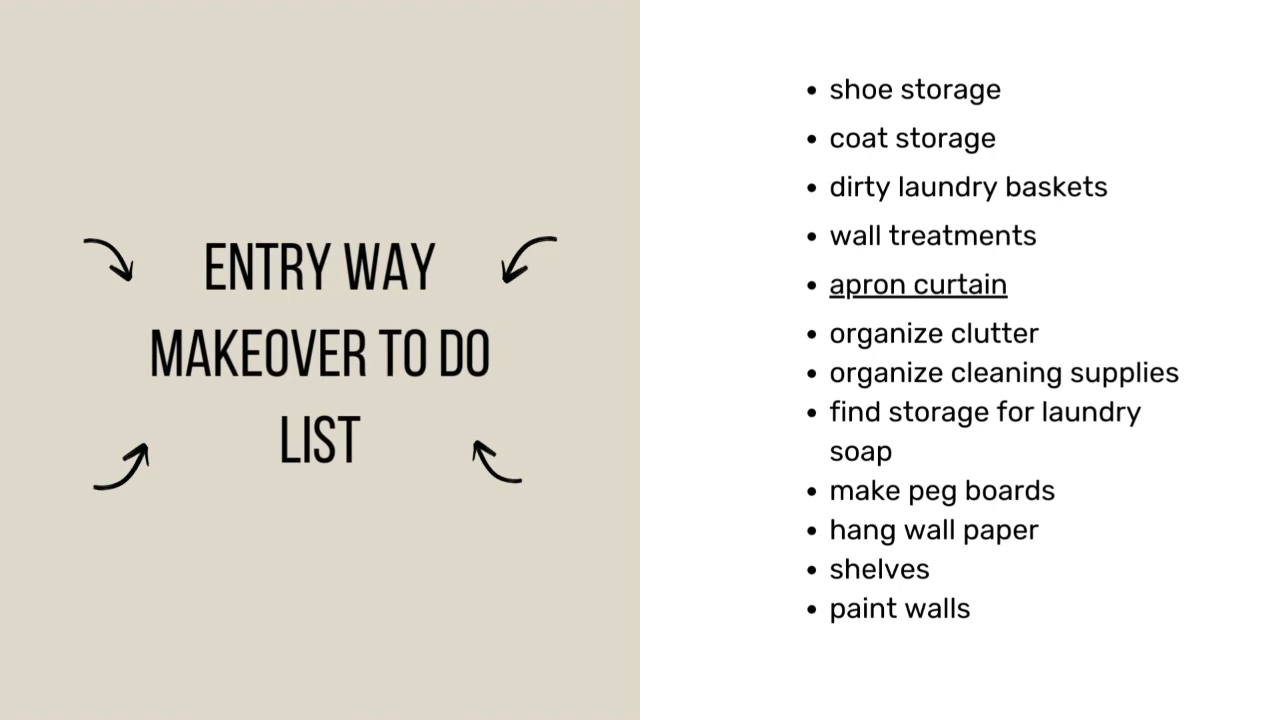 ENTRY WAY
MAKEOVER TO DO
LIST
shoe storage
coat storage
dirty laundry baskets
wall treatments
apron curtain
organize clutter
organize cleaning supplies
find storage for laundry
soap
make peg boards
hang wall paper
shelves
paint walls